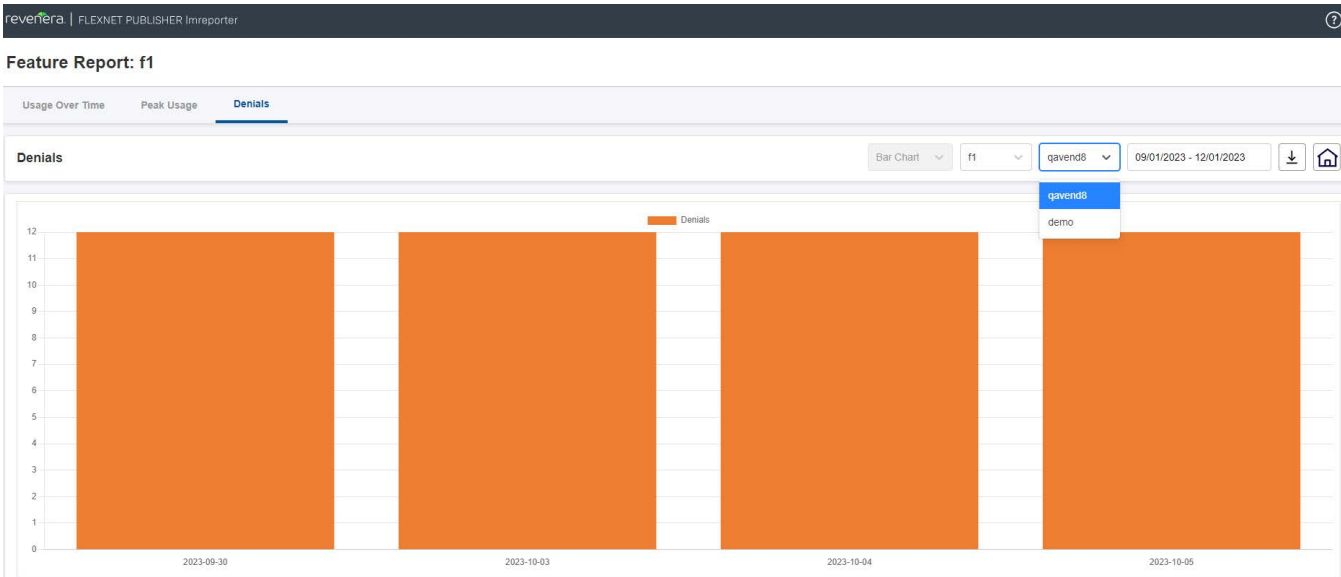 revenera. | FLEXNET PUBLISHER lmreporter
?
Feature Report: f1
Usage Over Time Peak Usage Denials
Denials Bar Chart f1 qavend8 09/01/2023 - 12/01/2023
qavend8
demo
Denials
12
11
10
9
8
7
6
5
4
3
2
1
0
2023-09-30 2023-10-03 2023-10-04 2023-10-05